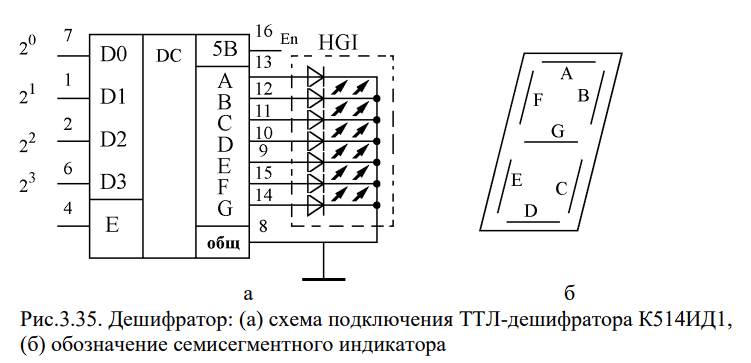 7 16 En HGI
2⁰ D0 DC 5В 13
A A
1 12
2¹ D1 B F B
2 11
C
2² D2 10 D G
6 9
E
2³ D3 15 F E C
4 14
E G D
8
общ
а б
Рис.3.35. Дешифратор: (а) схема подключения ТТЛ-дешифратора К514ИД1,
(б) обозначение семисегментного индикатора